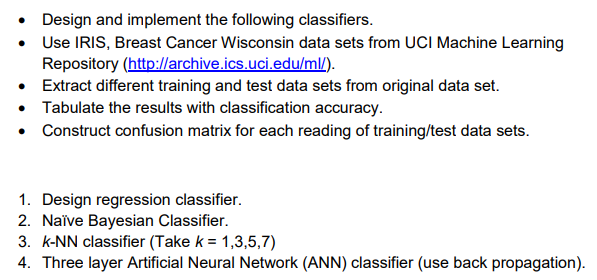 • Design and implement the following classifiers.
• Use IRIS, Breast Cancer Wisconsin data sets from UCI Machine Learning
Repository (http://archive.ics.uci.edu/ml/).
• Extract different training and test data sets from original data set.
• Tabulate the results with classification accuracy.
• Construct confusion matrix for each reading of training/test data sets.
1. Design regression classifier.
2. Naïve Bayesian Classifier.
3. k-NN classifier (Take k = 1,3,5,7)
4. Three layer Artificial Neural Network (ANN) classifier (use back propagation).